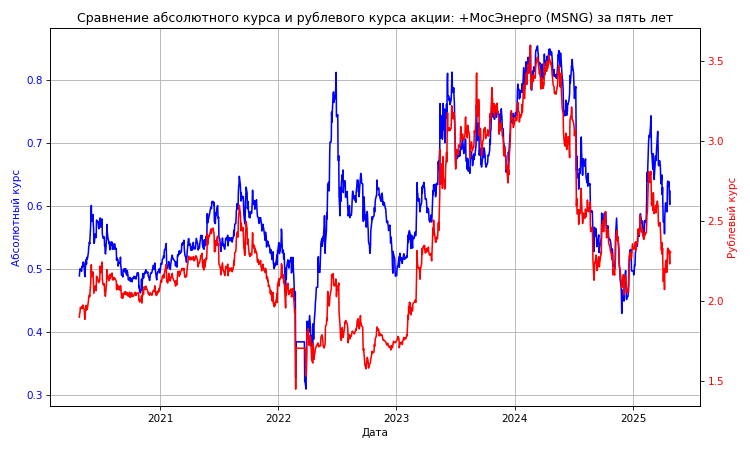 Сравнение абсолютного курса и рублевого курса акции: +МосЭнерго (MSNG) за пять лет
Абсолютный курс
0.8
0.7
0.6
0.5
0.4
0.3
3.5
3.0
2.5
2.0
1.5
Рублевый курс
2021 2022 2023 2024 2025
Дата